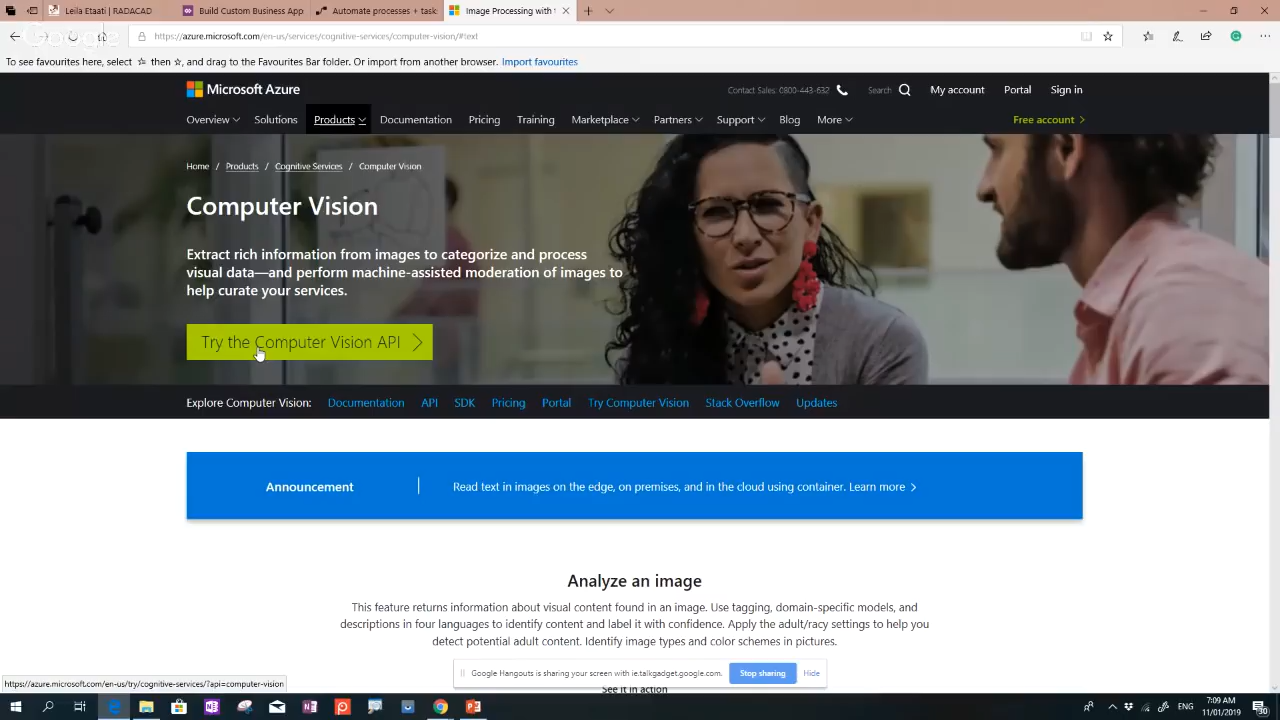 Leila Etaati | RADACAD
Processes + task
Image Processing with
https://azure.microsoft.com/en-us/services/cognitive-services/computer-vision/#text
To see favourites here, select ☆ then ☆, and drag to the Favourites Bar folder. Or import from another browser. Import favourites
Microsoft Azure
Contact Sales: 0800-443-632
Search
My account
Portal
Sign in
Overview
Solutions
Products
Documentation
Pricing
Training
Marketplace
Partners
Support
Blog
More
Free account >
Home / Products / Cognitive Services / Computer Vision
Computer Vision
Extract rich information from images to categorize and process
visual data—and perform machine-assisted moderation of images to
help curate your services.
Try the Computer Vision API >
Explore Computer Vision: Documentation API SDK Pricing Portal Try Computer Vision Stack Overflow Updates
Announcement | Read text in images on the edge, on premises, and in the cloud using container. Learn more >
Analyze an image
This feature returns information about visual content found in an image. Use tagging, domain-specific models, and
descriptions in four languages to identify content and label it with confidence. Apply the adult/racy settings to help you
detect potential adult content. Identify image types and color schemes in pictures.
Google Hangouts is sharing your screen with ie.talkgadget.google.com.
Stop sharing
Hide
https://azure.microsoft.com/en-us/try/cognitive-services/?api=computer-vision
See it in action
ENG
7:09 AM
11/01/2019
30